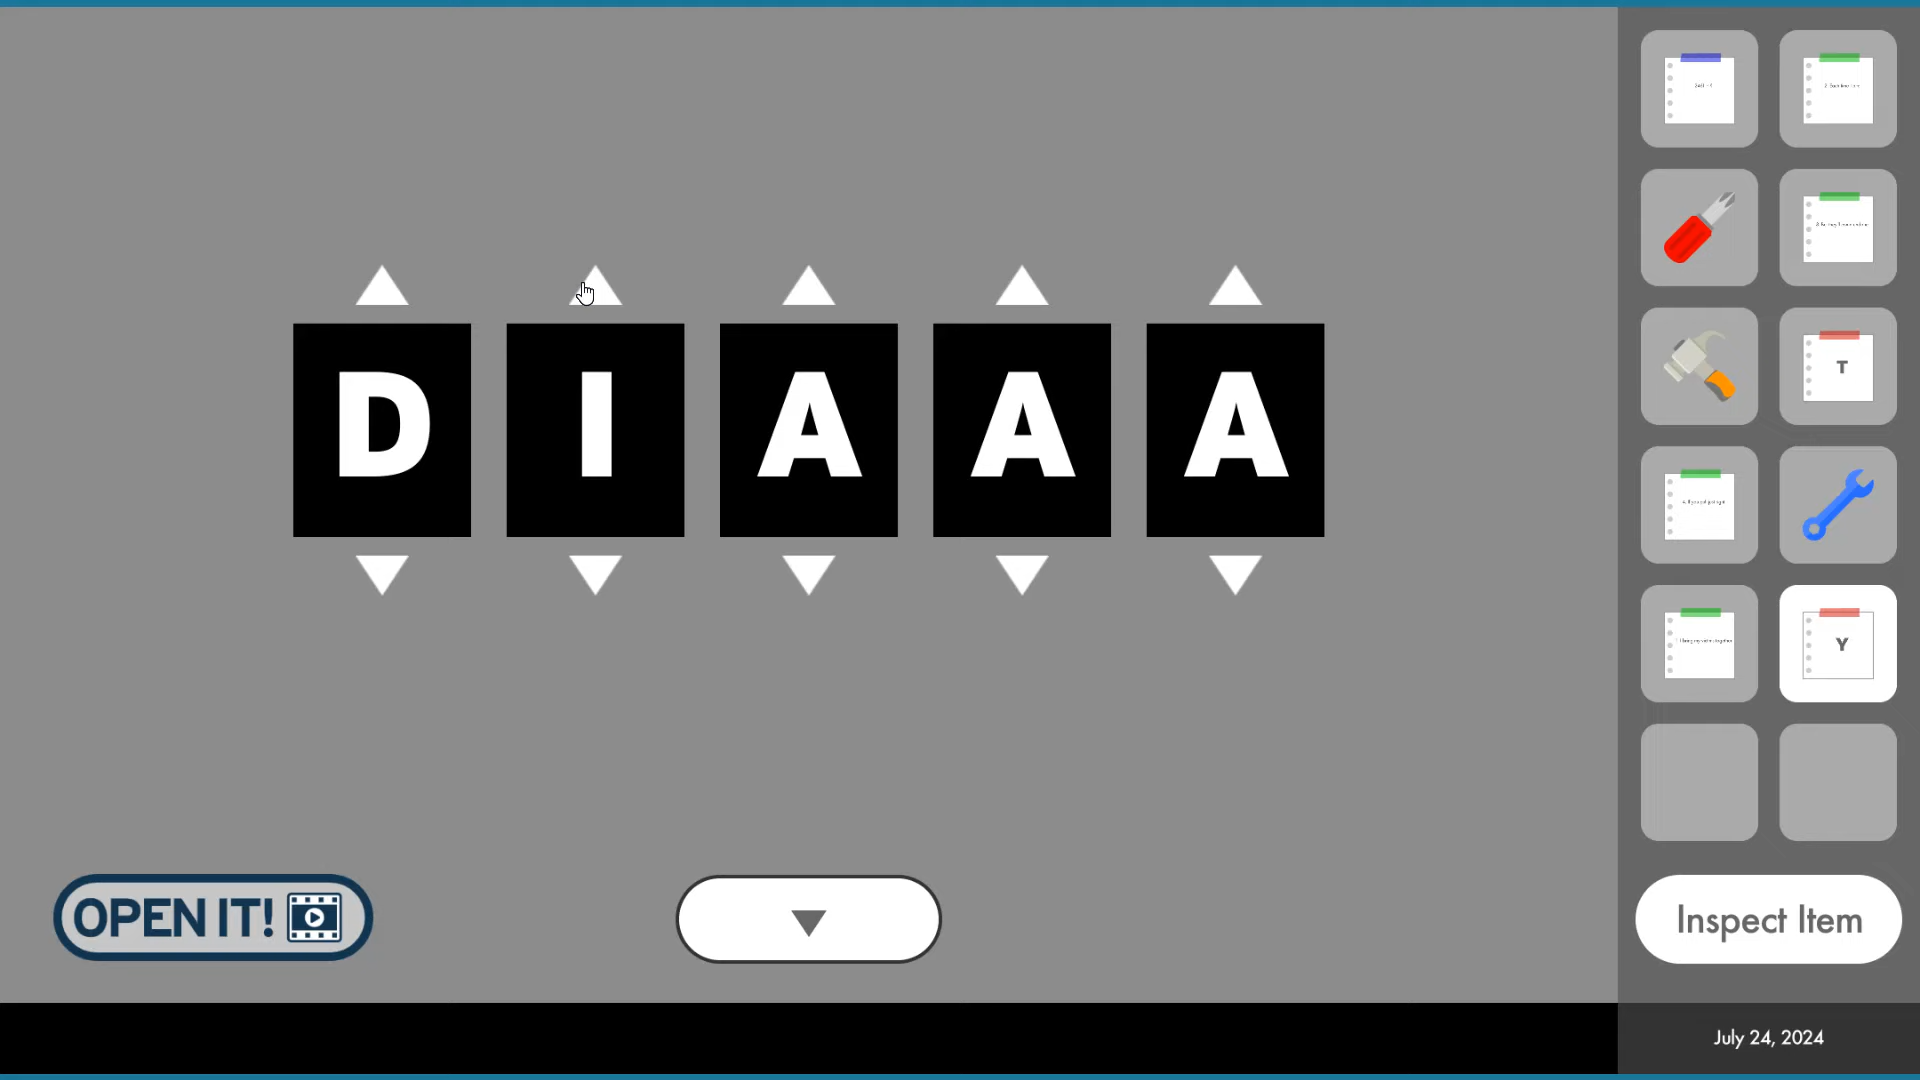 D I A A A
T
Y
OPEN IT!
Inspect Item
July 24, 2024